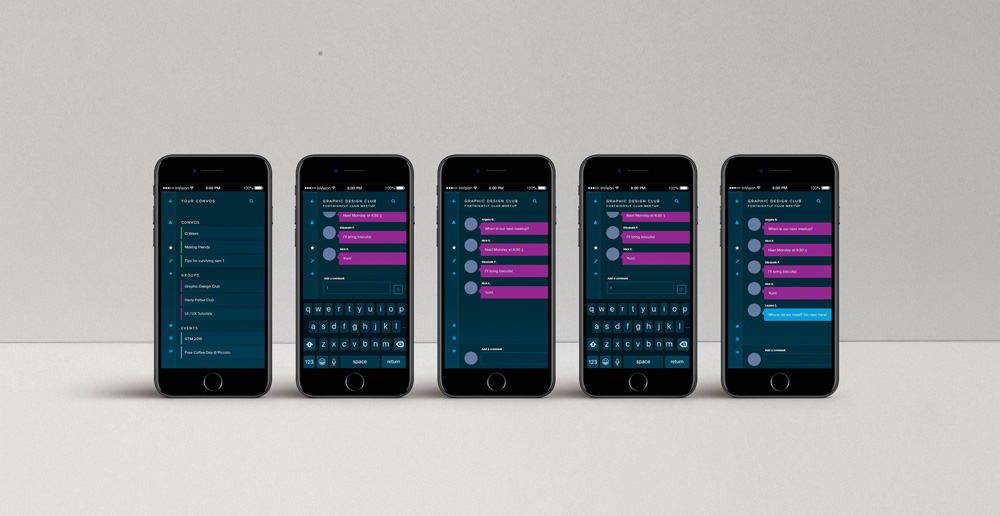 InVision 8:00 PM 100%
YOUR CONVOS
CONVOS
O Week
Making friends
Tips for surviving sem 1
GROUPS
Graphic Design Club
Harry Potter Club
UI / UX Tutorials
EVENTS
GTM 2016
Free Coffee Day @ Piccolo
InVision 8:00 PM 100%
GRAPHIC DESIGN CLUB
FORTNIGHTLY CLUB MEETUP
Next Monday at 4:30 :)
Elizabeth F.
I'll bring biscuits!
Nick K.
Yum!
Add a comment
q w e r t y u i o p
a s d f g h j k l
z x c v b n m
123 space return
InVision 8:00 PM 100%
GRAPHIC DESIGN CLUB
FORTNIGHTLY CLUB MEETUP
Angela G.
When is our next meetup?
Nick K.
Next Monday at 4:30 :)
Elizabeth F.
I'll bring biscuits!
Nick K.
Yum!
Add a comment
InVision 8:00 PM 100%
GRAPHIC DESIGN CLUB
FORTNIGHTLY CLUB MEETUP
Next Monday at 4:30 :)
Elizabeth F.
I'll bring biscuits!
Nick K.
Yum!
Add a comment
q w e r t y u i o p
a s d f g h j k l
z x c v b n m
123 space return
InVision 8:00 PM 100%
GRAPHIC DESIGN CLUB
FORTNIGHTLY CLUB MEETUP
Angela G.
When is our next meetup?
Nick K.
Next Monday at 4:30 :)
Elizabeth F.
I'll bring biscuits!
Nick K.
Yum!
Lauren S.
Where do we meet? I'm new here!
Add a comment